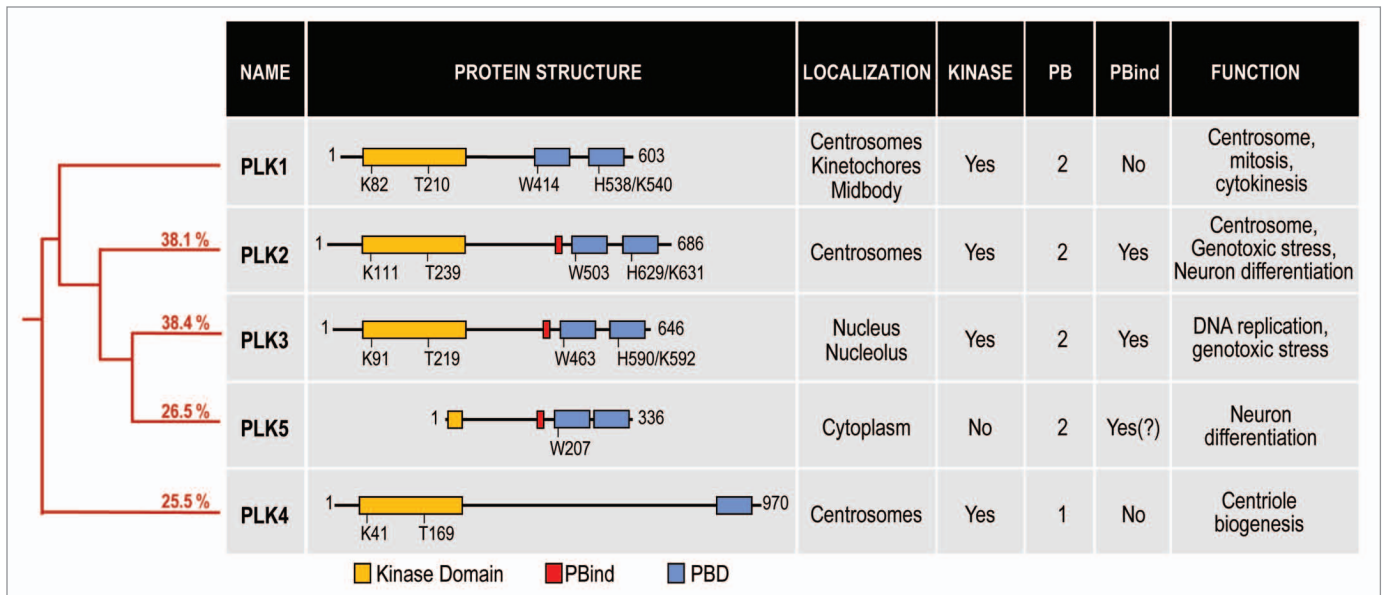 NAME PROTEIN STRUCTURE LOCALIZATION KINASE PB PBind FUNCTION
PLK1
1 603
K82 T210 W414 H538/K540
Centrosomes
Kinetochores
Midbody
Yes 2 No
Centrosome,
mitosis,
cytokinesis
38.1 %
PLK2
1 686
K111 T239 W503 H629/K631
Centrosomes
Yes 2 Yes
Centrosome,
Genotoxic stress,
Neuron differentiation
38.4 %
PLK3
1 646
K91 T219 W463 H590/K592
Nucleus
Nucleolus
Yes 2 Yes
DNA replication,
genotoxic stress
26.5 %
PLK5
1 336
W207
Cytoplasm
No 2 Yes(?)
Neuron
differentiation
25.5 %
PLK4
1 970
K41 T169
Centrosomes
Yes 1 No
Centriole
biogenesis
Kinase Domain PBind PBD